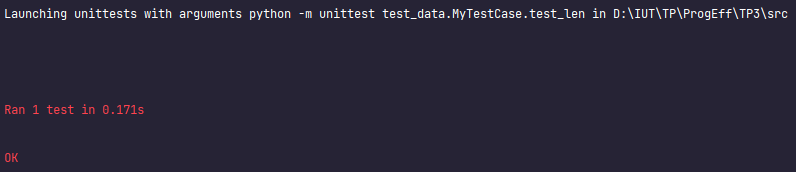 Launching unittests with arguments python -m unittest test_data.MyTestCase.test_len in D:\IUT\TP\ProgEff\TP3\src
Ran 1 test in 0.171s
OK